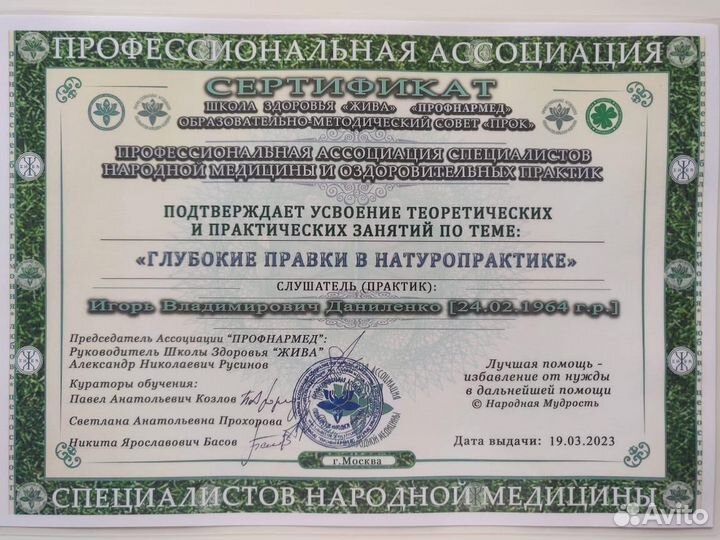 ПРОФЕССИОНАЛЬНАЯ АССОЦИАЦИЯ
СЕРТИФИКАТ
ШКОЛА ЗДОРОВЬЯ «ЖИВА» «ПРОФНАРМЕД»
ОБРАЗОВАТЕЛЬНО-МЕТОДИЧЕСКИЙ СОВЕТ "ПРОК"
ПРОФЕССИОНАЛЬНАЯ АССОЦИАЦИЯ СПЕЦИАЛИСТОВ
НАРОДНОЙ МЕДИЦИНЫ И ОЗДОРОВИТЕЛЬНЫХ ПРАКТИК
ПОДТВЕРЖДАЕТ УСВОЕНИЕ ТЕОРЕТИЧЕСКИХ
И ПРАКТИЧЕСКИХ ЗАНЯТИЙ ПО ТЕМЕ:
«ГЛУБОКИЕ ПРАВКИ В НАТУРОПРАКТИКЕ»
СЛУШАТЕЛЬ (ПРАКТИК):
Игорь Владимирович Даниленко [24.02.1964 г.р.]
Председатель Ассоциации "ПРОФНАРМЕД":
Руководитель Школы Здоровья "ЖИВА"
Александр Николаевич Русинов
Кураторы обучения:
Павел Анатольевич Козлов
Светлана Анатольевна Прохорова
Никита Ярославович Басов
Лучшая помощь -
избавление от нужды
в дальнейшей помощи
© Народная Мудрость
Дата выдачи: 19.03.2023
г.Москва
СПЕЦИАЛИСТОВ НАРОДНОЙ МЕДИЦИНЫ
Avito